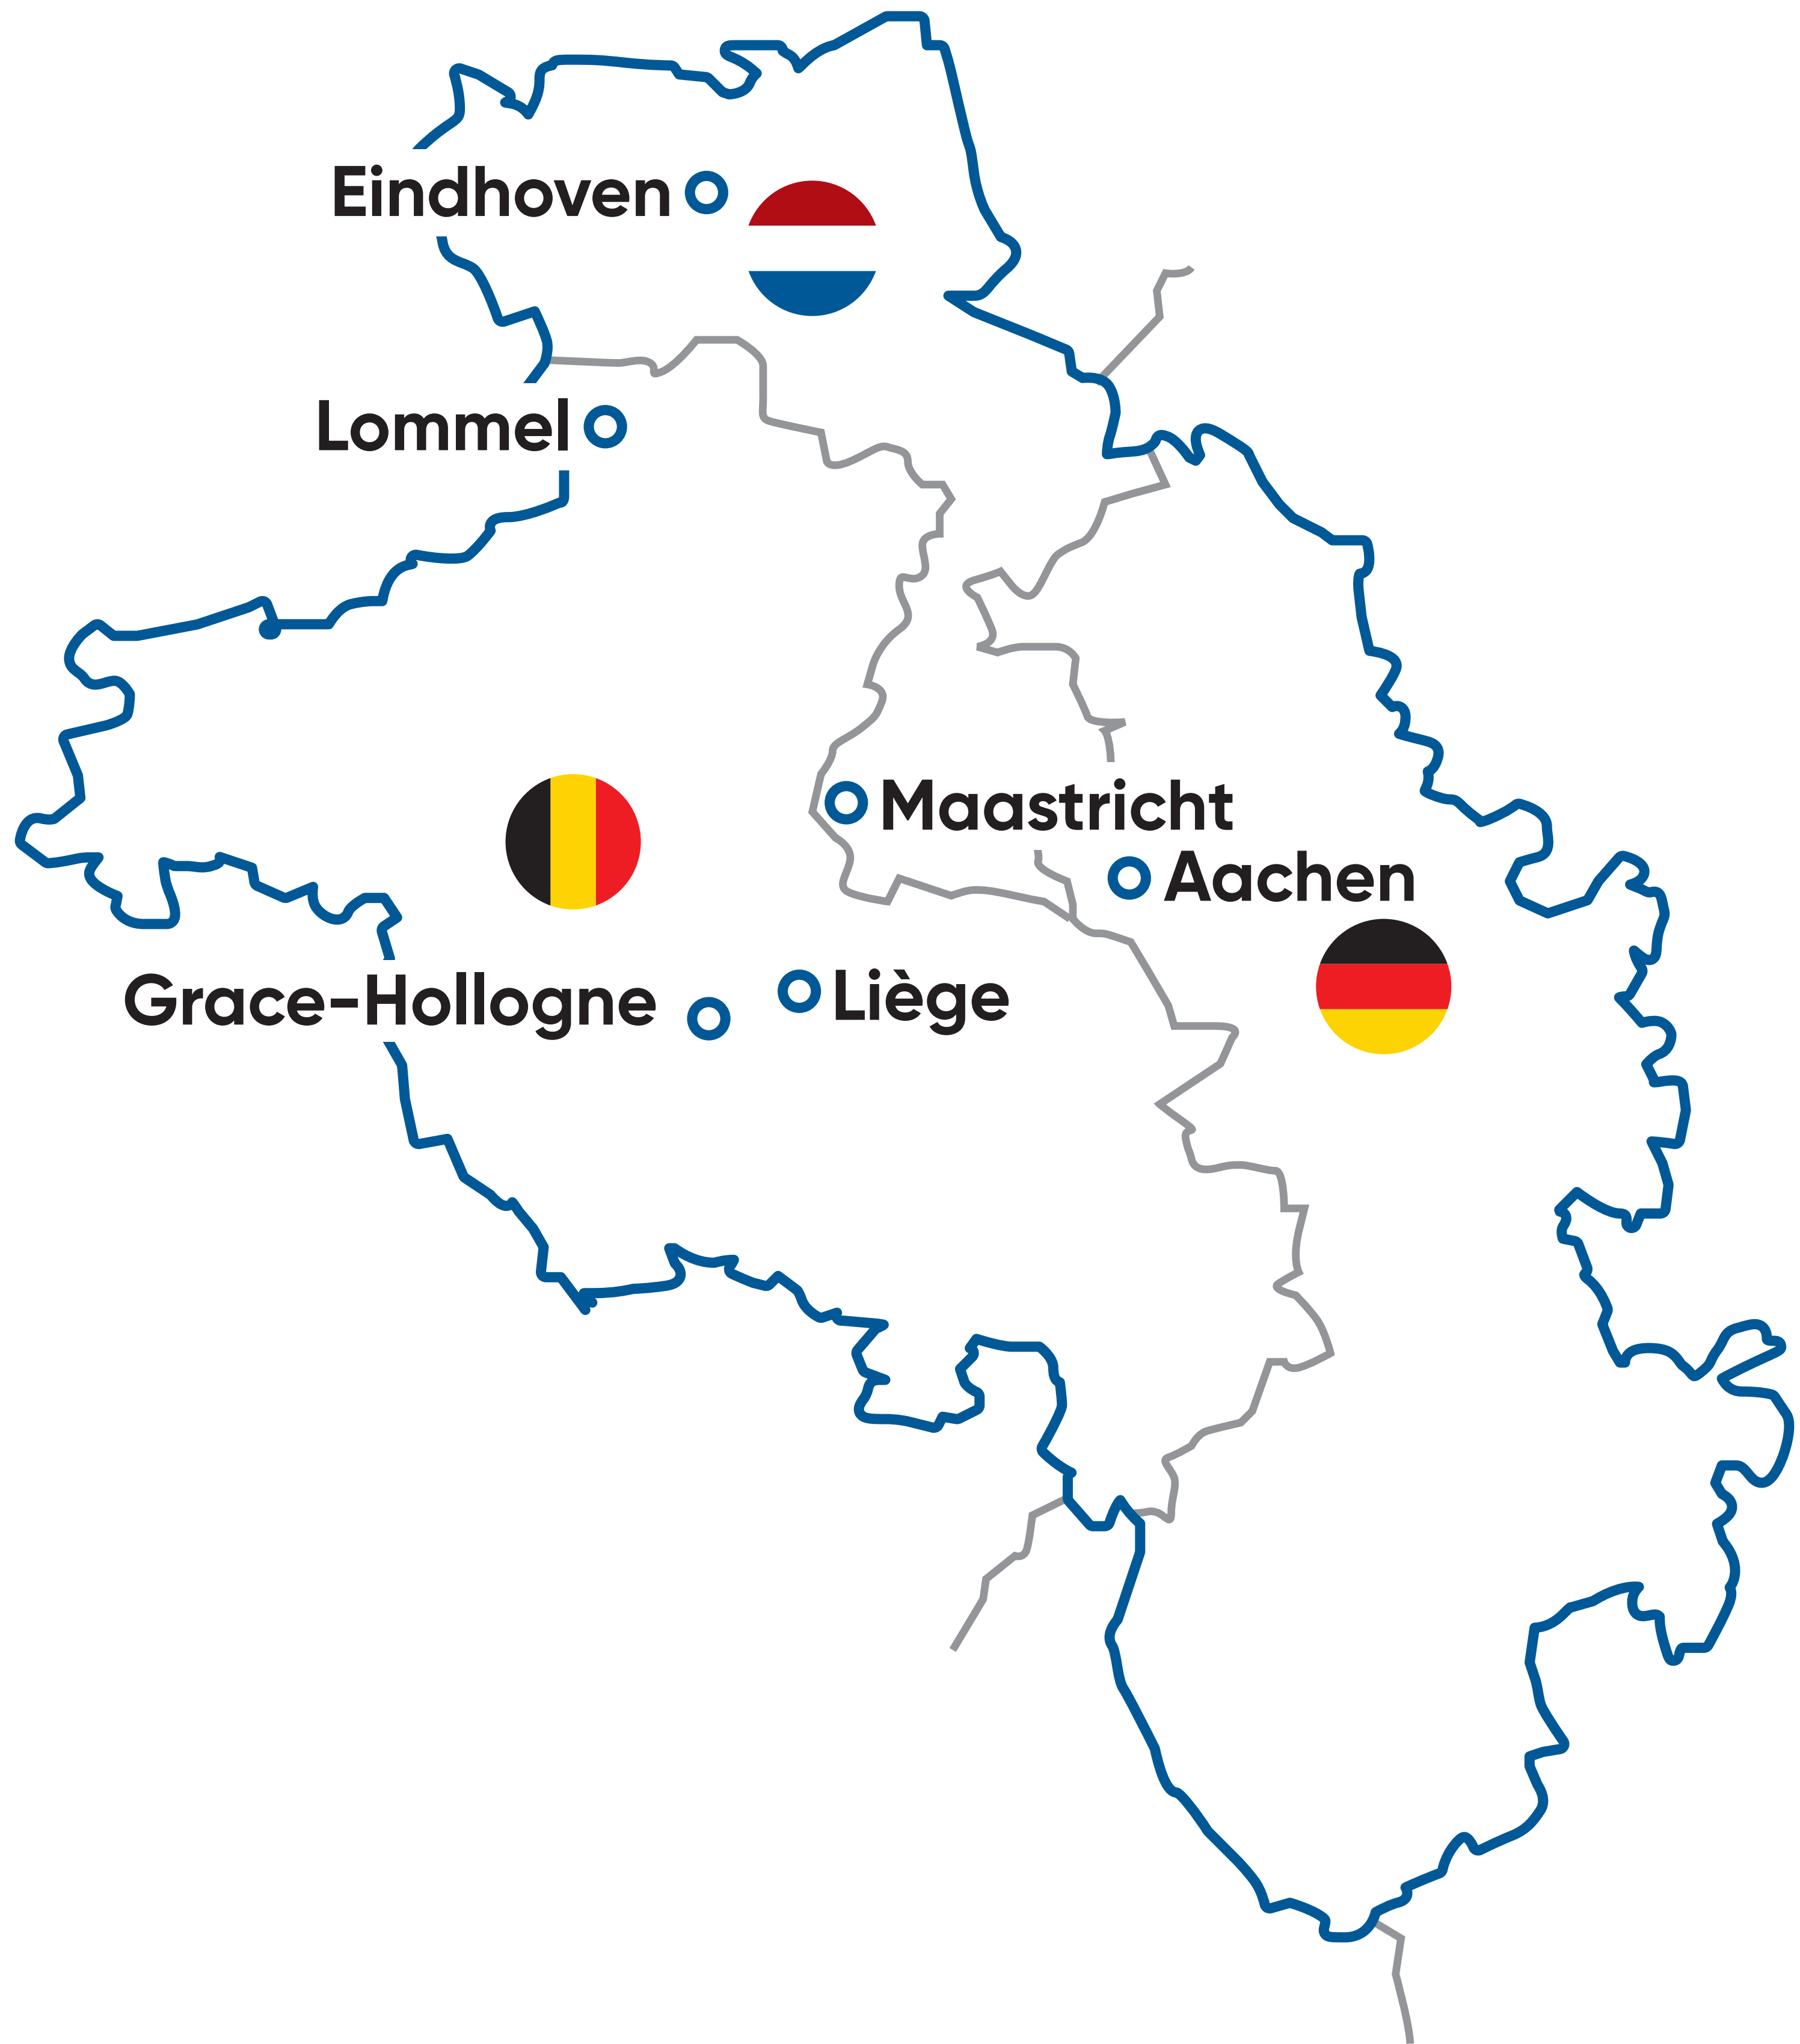 Eindhoven
Lommel
Maastricht
Aachen
Grace-Hollogne
Liège